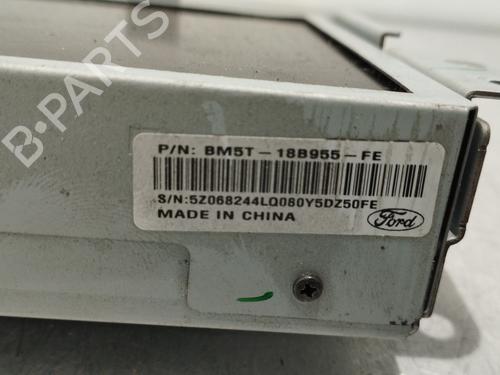 B-PARTS
P/N: BM5T-18B955-FE
S/N:5Z068244LQ080Y5DZ50FE
MADE IN CHINA
Ford